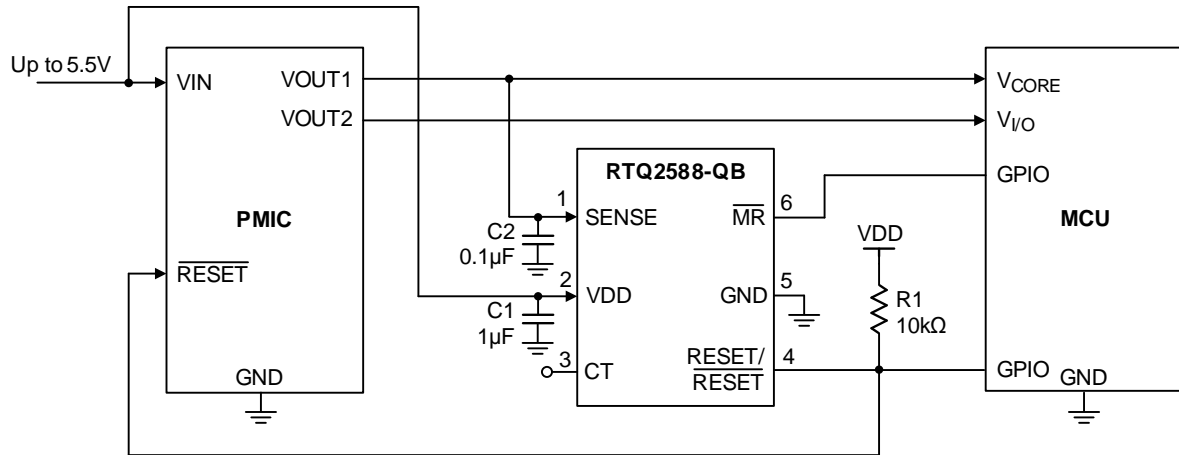 Up to 5.5V
VIN
VOUT1
VOUT2
PMIC
RESET
GND
RTQ2588-QB
1
SENSE
C2
0.1µF
2
VDD
C1
1µF
3
CT
MR
6
GND
5
RESET/
RESET
4
VDD
R1
10kΩ
VCORE
VI/O
GPIO
MCU
GPIO
GND